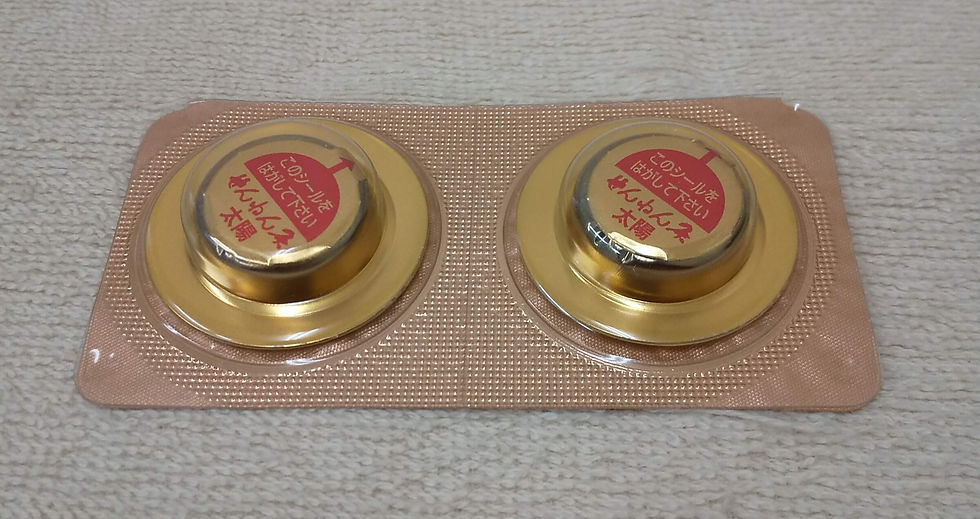 このシールを
はがして下さい
せんねん灸
太陽
このシールを
はがして下さい
せんねん灸
太陽